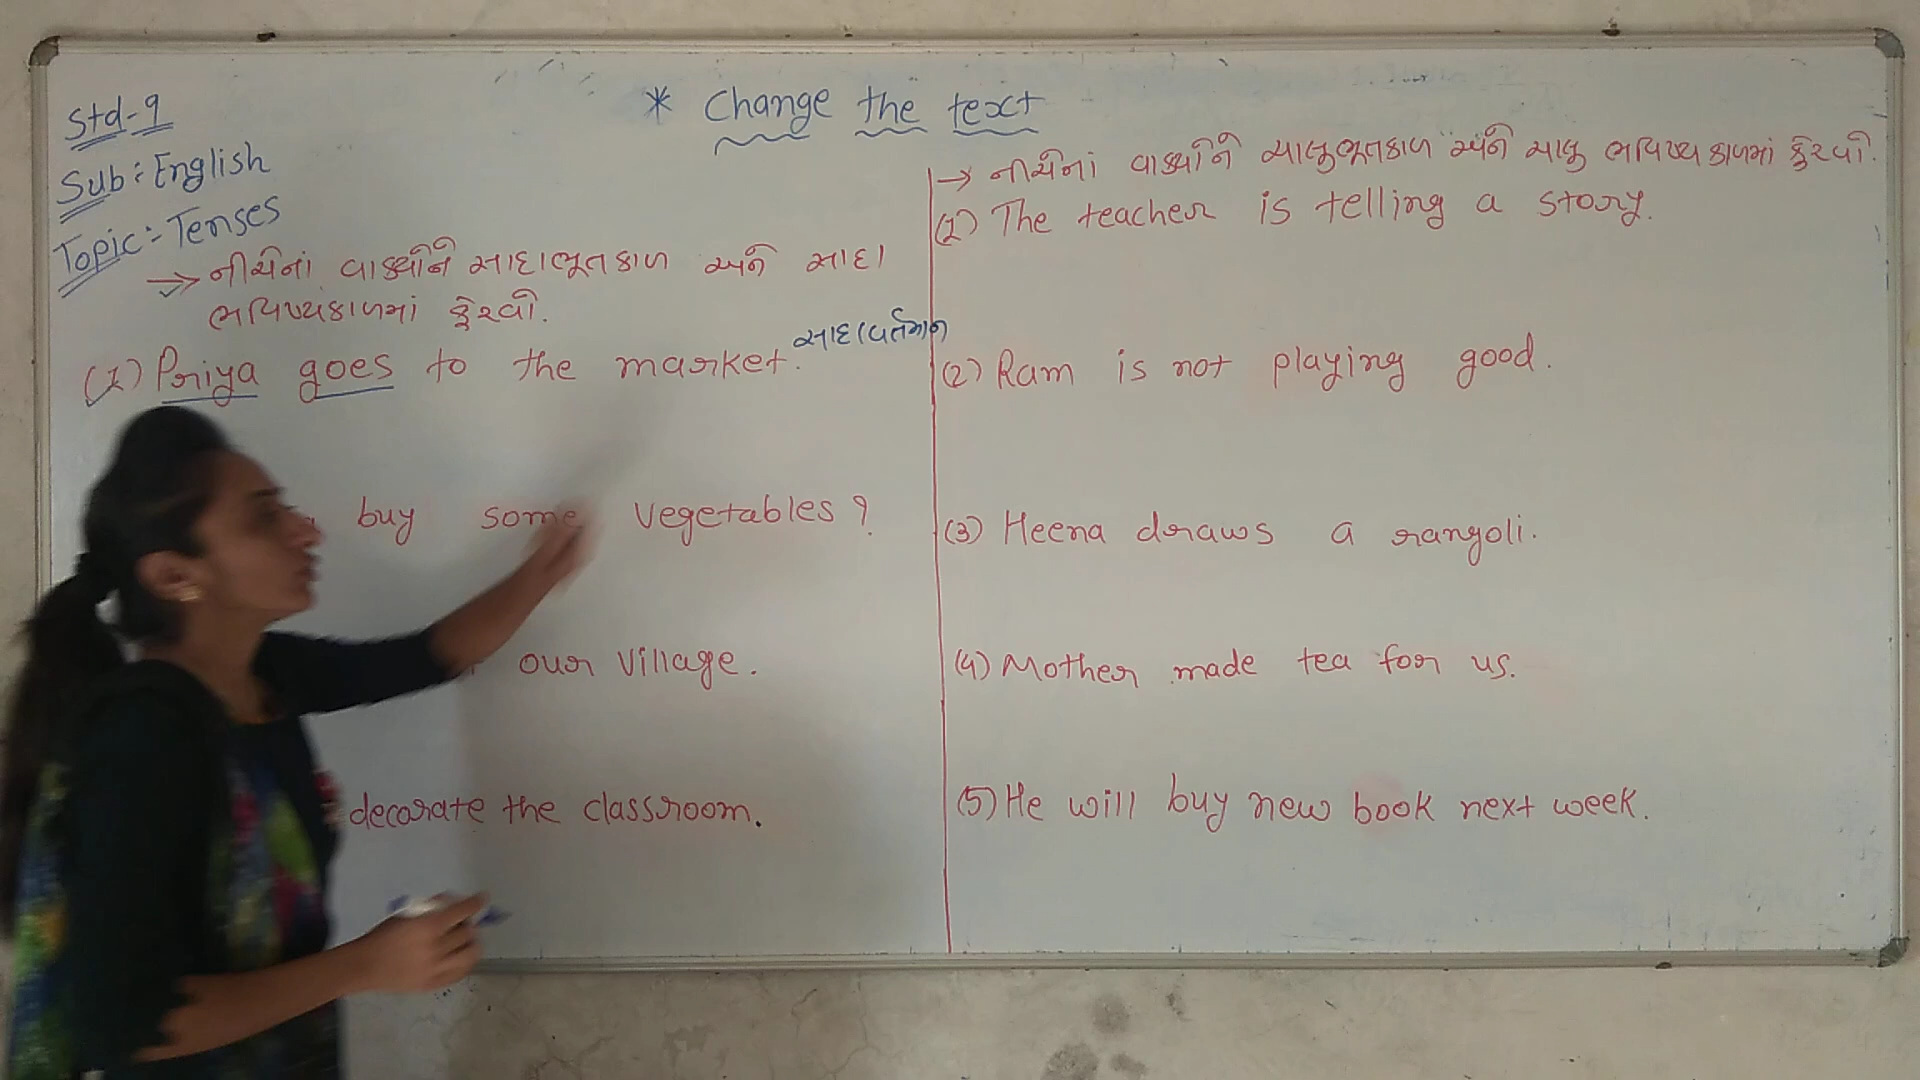 * Change the text
Std-9
Sub:English
Topic:-Tenses
→ નીચેનાં વાક્યોને સાદાભૂતકાળ અને સાદા
ભવિષ્યકાળમાં ફેરવો.
(1) Priya goes to the market. સાદાવર્તમાન
buy some vegetables?
our village.
decorate the classroom.
→ નીચેનાં વાક્યોને ચાલુભૂતકાળ અને ચાલુ ભવિષ્યકાળમાં ફેરવો.
(1) The teacher is telling a story.
(2) Ram is not playing good.
(3) Heena draws a rangoli.
(4) Mother made tea for us.
(5) He will buy new book next week.